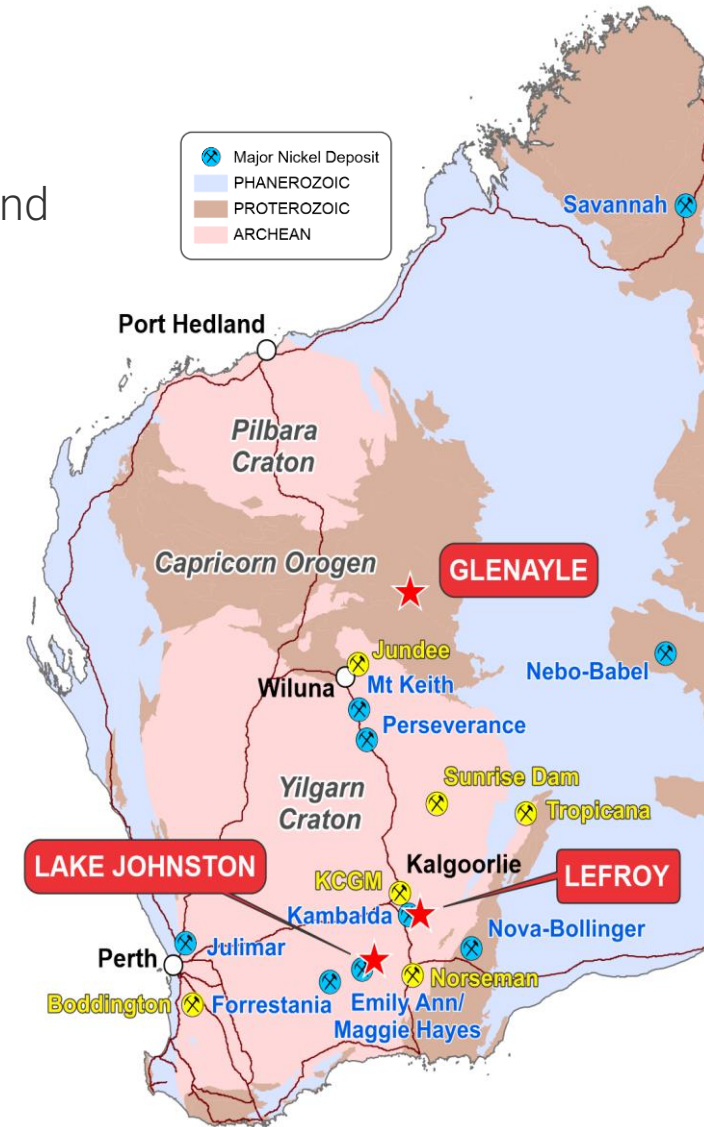 nd
Major Nickel Deposit
PHANEROZOIC
PROTEROZOIC
ARCHEAN
Savannah
Port Hedland
Pilbara
Craton
Capricorn Orogen
GLENAYLE
Jundee
Wiluna
Mt Keith
Nebo-Babel
Perseverance
Sunrise Dam
Yilgarn
Craton
Tropicana
LAKE JOHNSTON
Kalgoorlie
LEFROY
KCGM
Kambalda
Nova-Bollinger
Julimar
Perth
Norseman
Boddington
Forrestania
Emily Ann/
Maggie Hayes